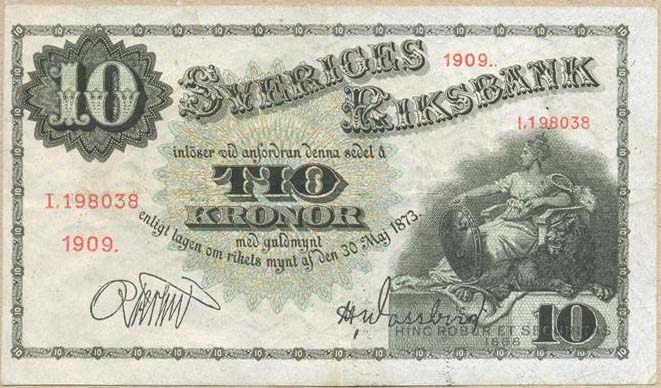 10
SVERIGES
RIKSBANK
1909..
I.198038
inlöser vid anfordran denna sedel å
TIO
KRONOR
med guldmynt
enligt lagen om rikets mynt af den 30 Maj 1873.
I.198038
1909.
HINC ROBUR ET SECURITAS
1668
10